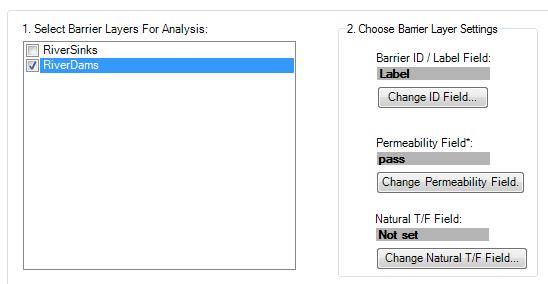 1. Select Barrier Layers For Analysis:
RiverSinks
RiverDams
2. Choose Barrier Layer Settings
Barrier ID / Label Field:
Label
Change ID Field...
Permeability Field*:
pass
Change Permeability Field.
Natural T/F Field:
Not set
Change Natural T/F Field...